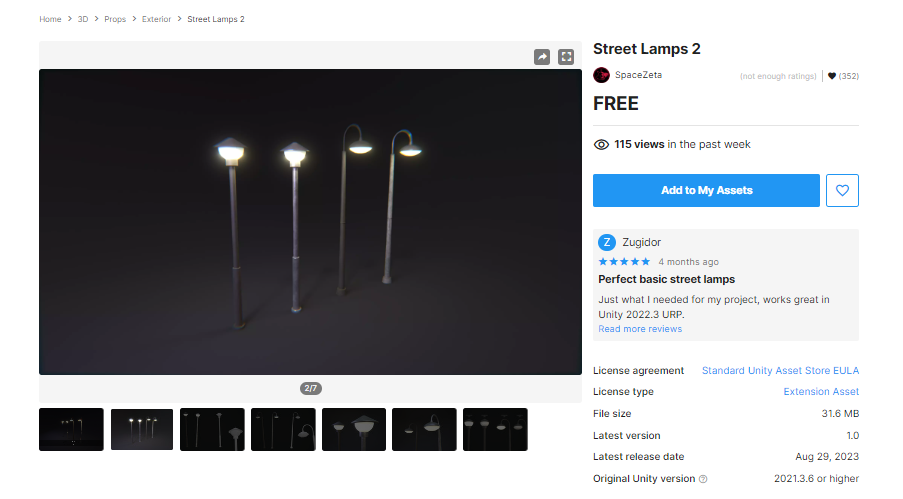 Home > 3D > Props > Exterior > Street Lamps 2
Street Lamps 2
SpaceZeta (not enough ratings) (352)
FREE
115 views in the past week
Add to My Assets
Z Zugidor
4 months ago
Perfect basic street lamps
Just what I needed for my project, works great in
Unity 2022.3 URP.
Read more reviews
2/7
License agreement Standard Unity Asset Store EULA
License type Extension Asset
File size 31.6 MB
Latest version 1.0
Latest release date Aug 29, 2023
Original Unity version ? 2021.3.6 or higher